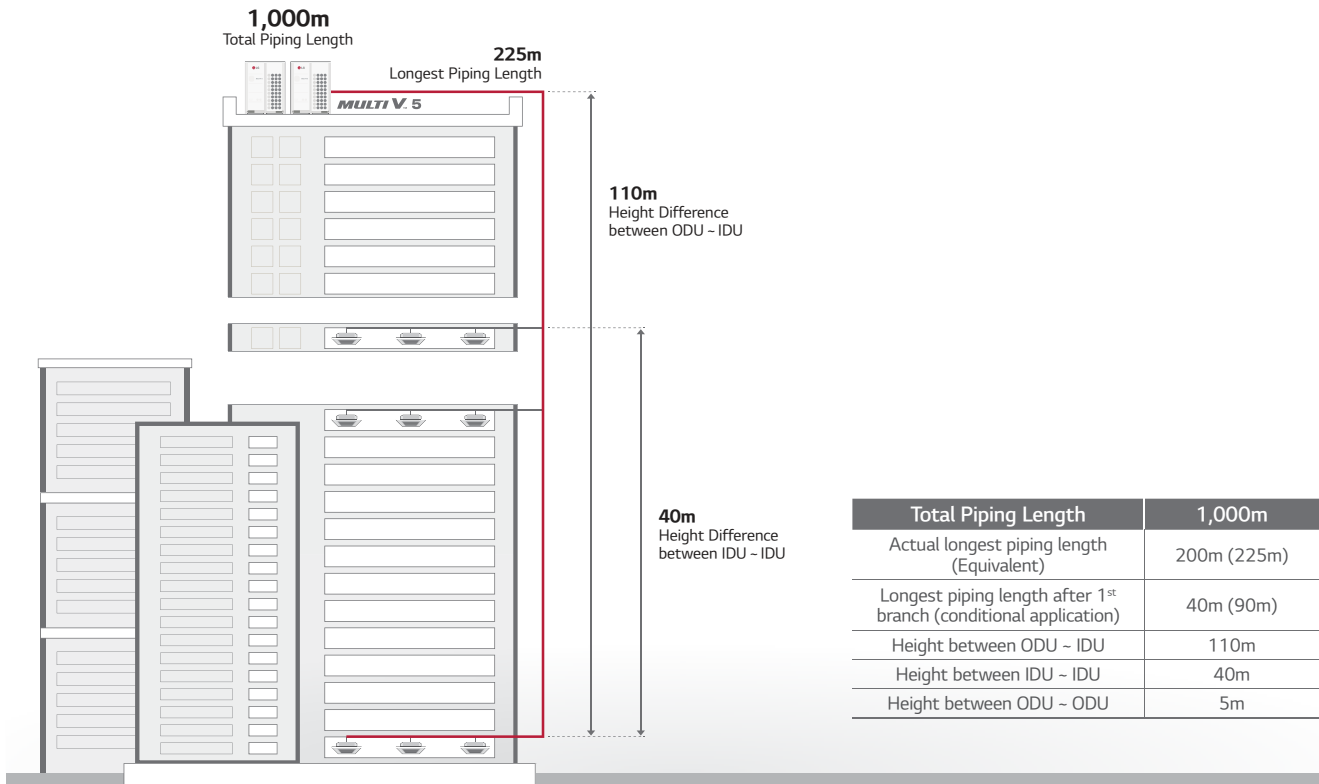 1,000m
Total Piping Length
225m
Longest Piping Length
MULTI V. 5
110m
Height Difference
between ODU ~ IDU
40m
Height Difference
between IDU ~ IDU
Total Piping Length 1,000m
Actual longest piping length
(Equivalent) 200m (225m)
Longest piping length after 1st
branch (conditional application) 40m (90m)
Height between ODU ~ IDU 110m
Height between IDU ~ IDU 40m
Height between ODU ~ ODU 5m